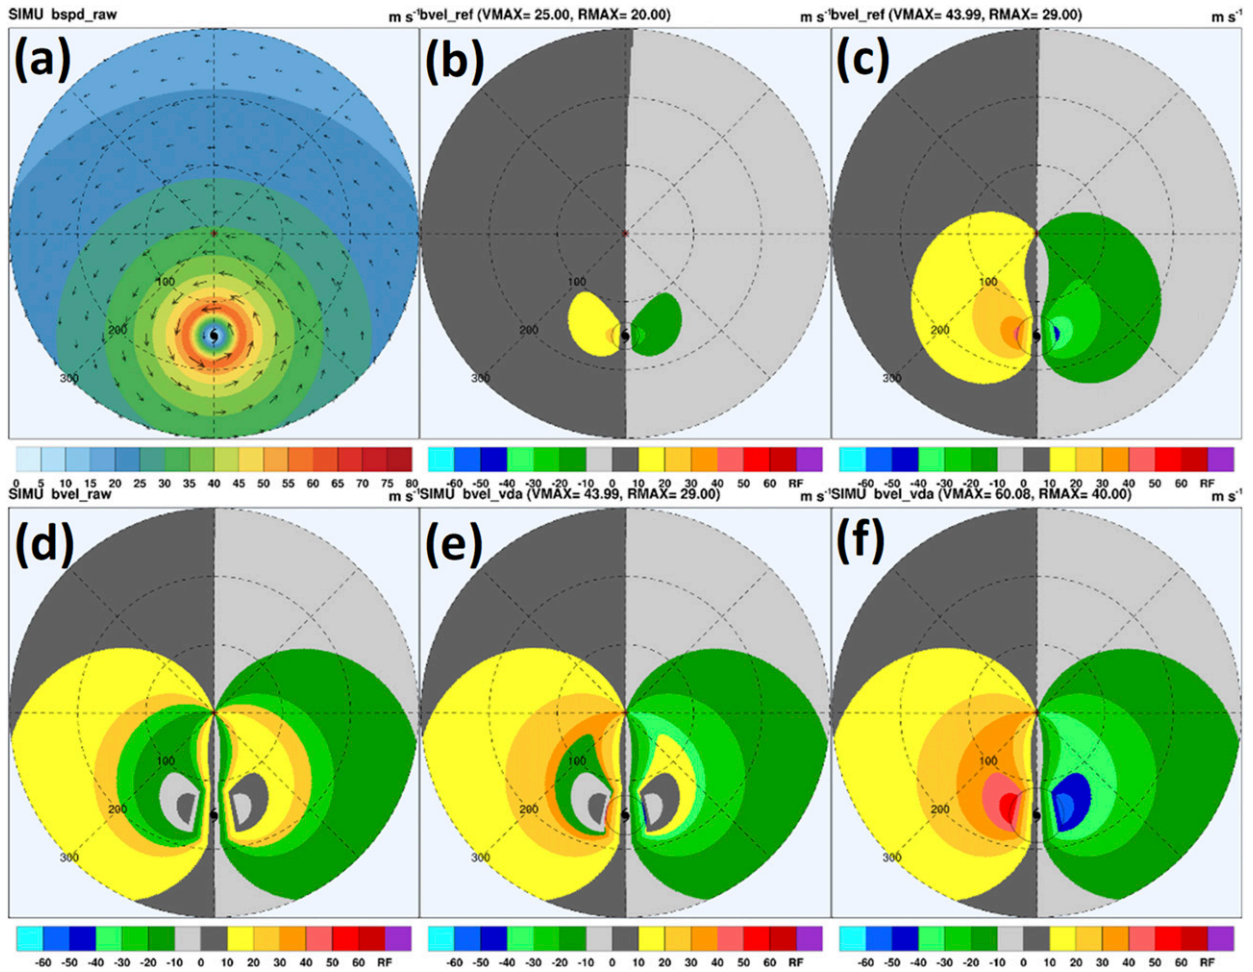 SIMU bspd_raw m s⁻¹
bvel_ref (VMAX= 25.00, RMAX= 20.00) m s⁻¹
bvel_ref (VMAX= 43.99, RMAX= 29.00) m s⁻¹
(a)
(b)
(c)
100
200
300
100
200
300
100
200
300
0 5 10 15 20 25 30 35 40 45 50 55 60 65 70 75 80
-60 -50 -40 -30 -20 -10 0 10 20 30 40 50 60 RF
-60 -50 -40 -30 -20 -10 0 10 20 30 40 50 60 RF
SIMU bvel_raw m s⁻¹
SIMU bvel_vda (VMAX= 43.99, RMAX= 29.00) m s⁻¹
SIMU bvel_vda (VMAX= 60.08, RMAX= 40.00) m s⁻¹
(d)
(e)
(f)
100
200
300
100
200
300
100
200
300
-60 -50 -40 -30 -20 -10 0 10 20 30 40 50 60 RF
-60 -50 -40 -30 -20 -10 0 10 20 30 40 50 60 RF
-60 -50 -40 -30 -20 -10 0 10 20 30 40 50 60 RF